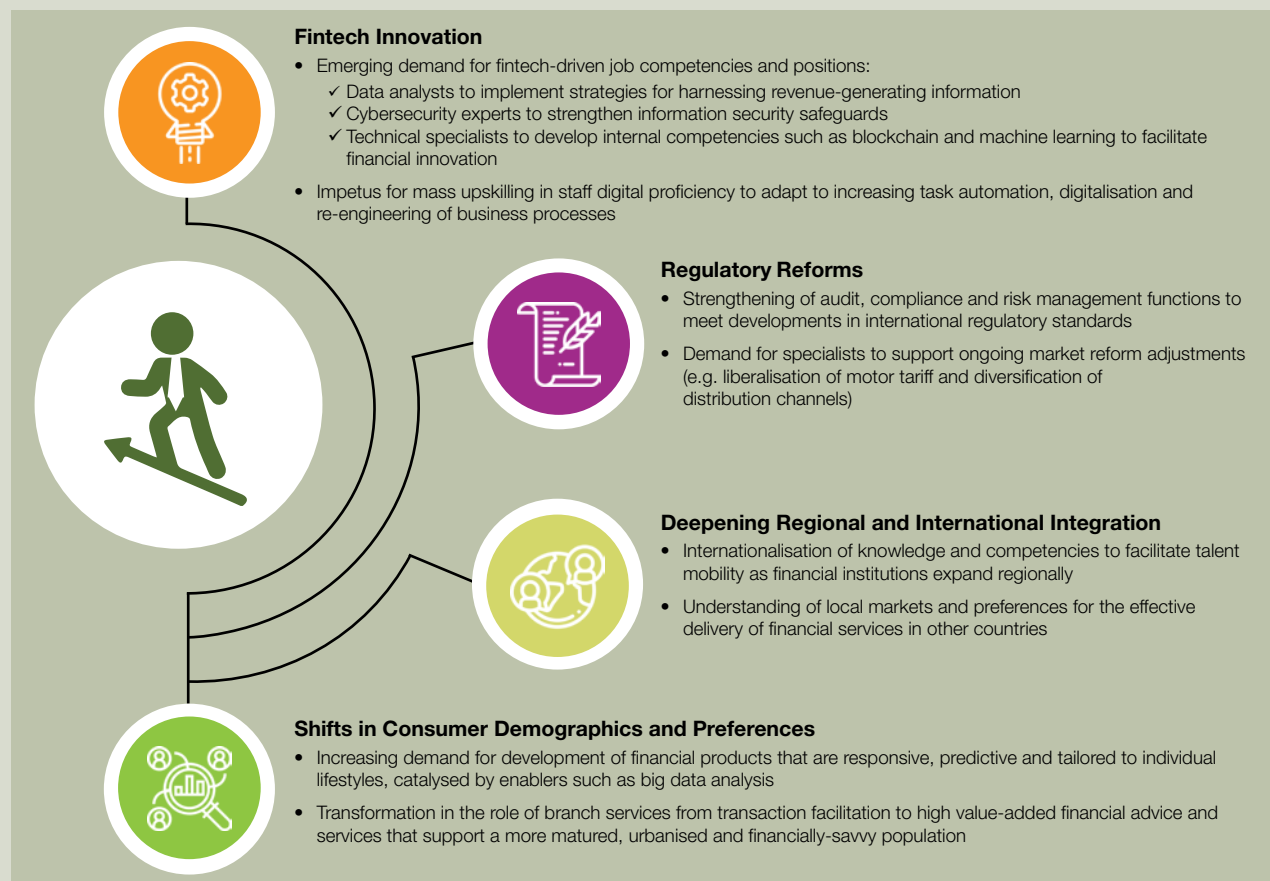 Fintech Innovation
• Emerging demand for fintech-driven job competencies and positions:
✓ Data analysts to implement strategies for harnessing revenue-generating information
✓ Cybersecurity experts to strengthen information security safeguards
✓ Technical specialists to develop internal competencies such as blockchain and machine learning to facilitate
financial innovation
• Impetus for mass upskilling in staff digital proficiency to adapt to increasing task automation, digitalisation and
re-engineering of business processes
Regulatory Reforms
• Strengthening of audit, compliance and risk management functions to
meet developments in international regulatory standards
• Demand for specialists to support ongoing market reform adjustments
(e.g. liberalisation of motor tariff and diversification of
distribution channels)
Deepening Regional and International Integration
• Internationalisation of knowledge and competencies to facilitate talent
mobility as financial institutions expand regionally
• Understanding of local markets and preferences for the effective
delivery of financial services in other countries
Shifts in Consumer Demographics and Preferences
• Increasing demand for development of financial products that are responsive, predictive and tailored to individual
lifestyles, catalysed by enablers such as big data analysis
• Transformation in the role of branch services from transaction facilitation to high value-added financial advice and
services that support a more matured, urbanised and financially-savvy population